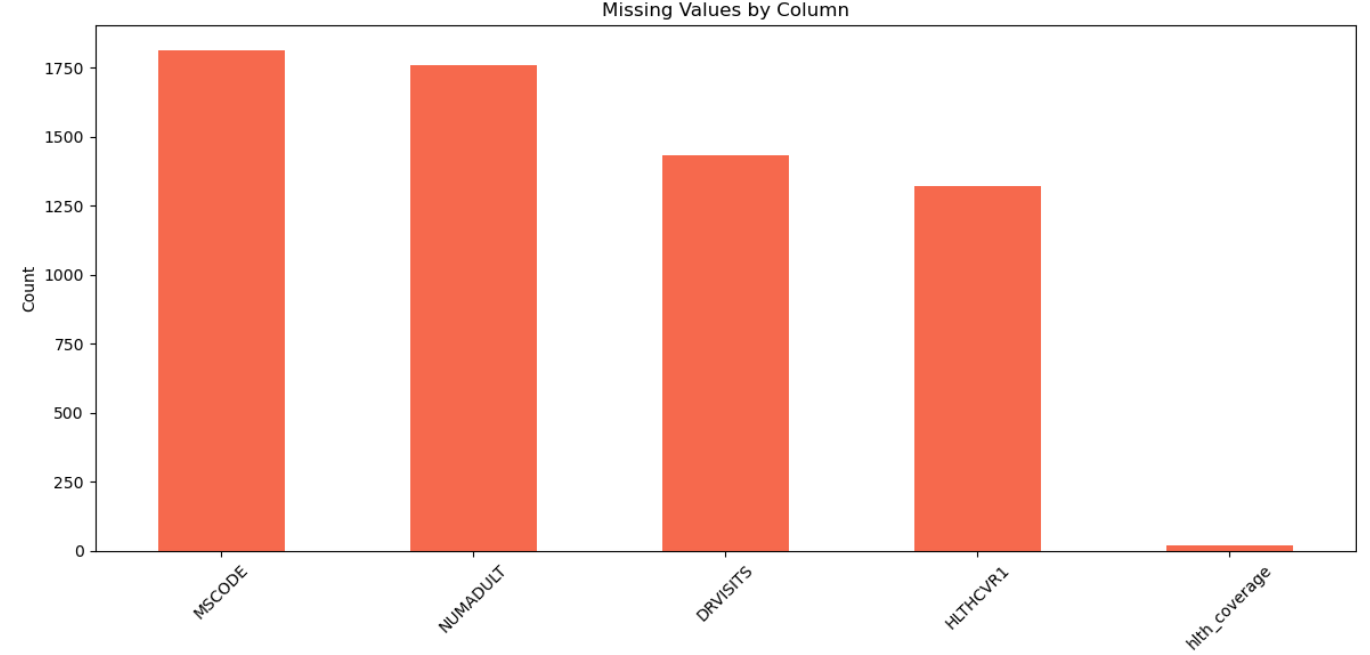 Missing Values by Column
Count
1750
1500
1250
1000
750
500
250
0
MSCODE
NUMADULT
DRVISITS
HLTHCVR1
hlth_coverage